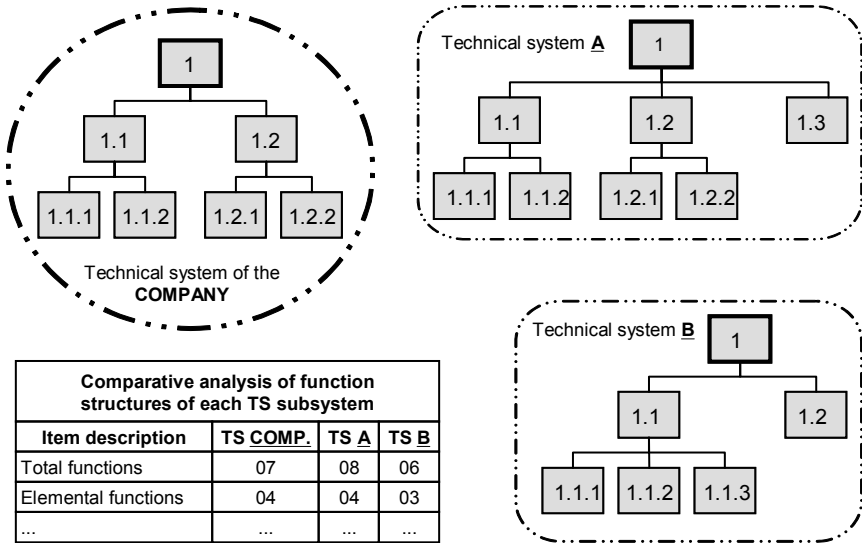 1
1.1 1.2
1.1.1 1.1.2 1.2.1 1.2.2
Technical system of the
COMPANY
Technical system A 1
1.1 1.2 1.3
1.1.1 1.1.2 1.2.1 1.2.2
Technical system B 1
1.1 1.2
1.1.1 1.1.2 1.1.3
Comparative analysis of function
structures of each TS subsystem
Item description TS COMP. TS A TS B
Total functions 07 08 06
Elemental functions 04 04 03
... ... ... ...